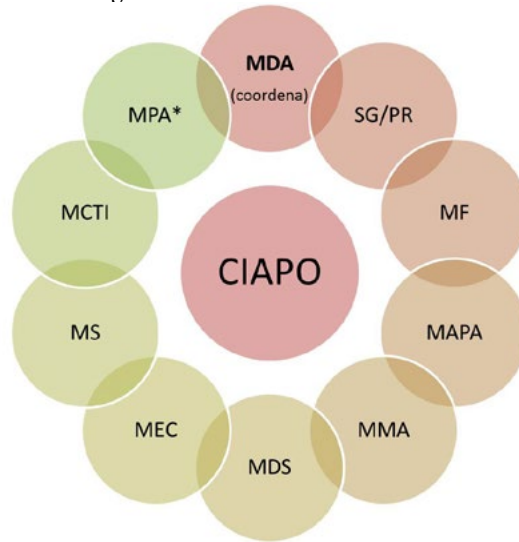 MDA
(coordena)
SG/PR
MF
MAPA
MMA
MDS
MEC
MS
MCTI
MPA*
CIAPO